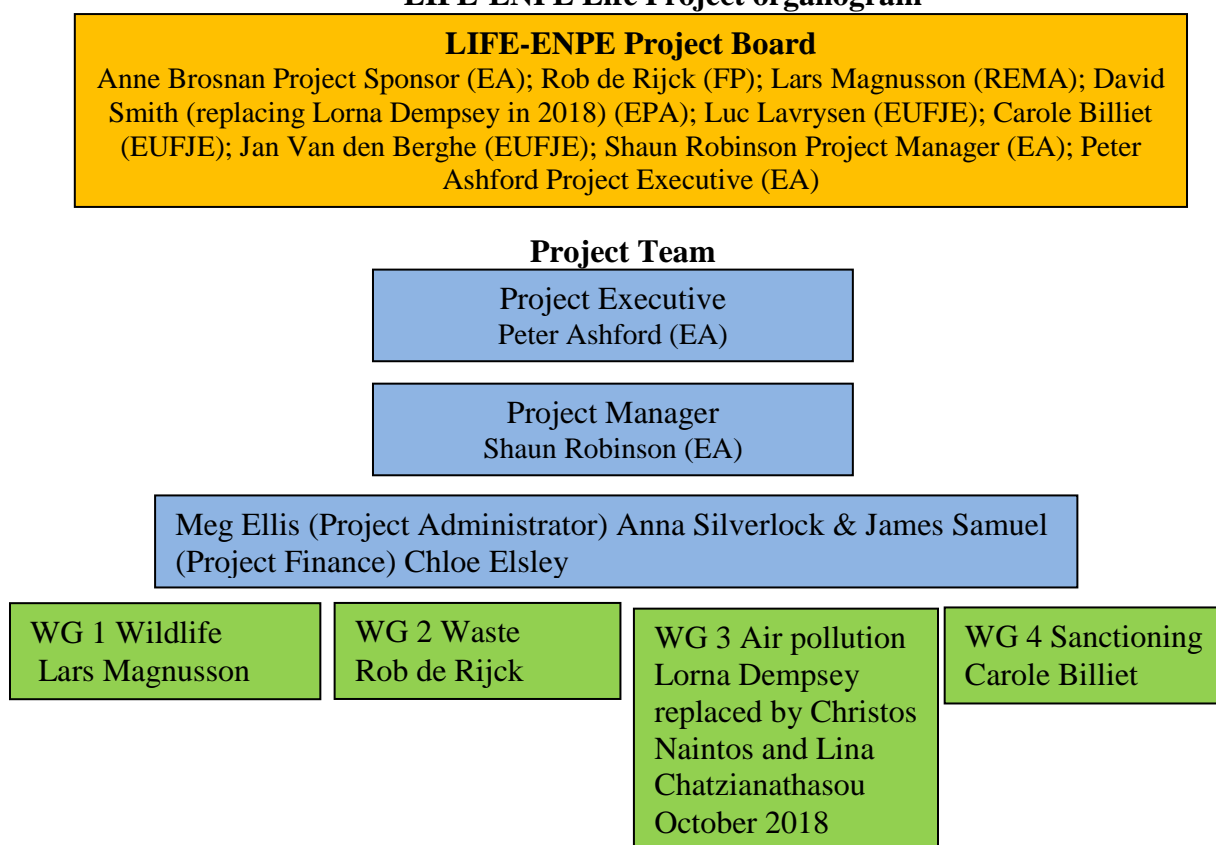 LIFE-ENPE Life Project organogram
LIFE-ENPE Project Board
Anne Brosnan Project Sponsor (EA); Rob de Rijck (FP); Lars Magnusson (REMA); David
Smith (replacing Lorna Dempsey in 2018) (EPA); Luc Lavrysen (EUFJE); Carole Billiet
(EUFJE); Jan Van den Berghe (EUFJE); Shaun Robinson Project Manager (EA); Peter
Ashford Project Executive (EA)
Project Team
Project Executive
Peter Ashford (EA)
Project Manager
Shaun Robinson (EA)
Meg Ellis (Project Administrator) Anna Silverlock & James Samuel
(Project Finance) Chloe Elsley
WG 1 Wildlife
Lars Magnusson
WG 2 Waste
Rob de Rijck
WG 3 Air pollution
Lorna Dempsey
replaced by Christos
Naintos and Lina
Chatzianathasou
October 2018
WG 4 Sanctioning
Carole Billiet